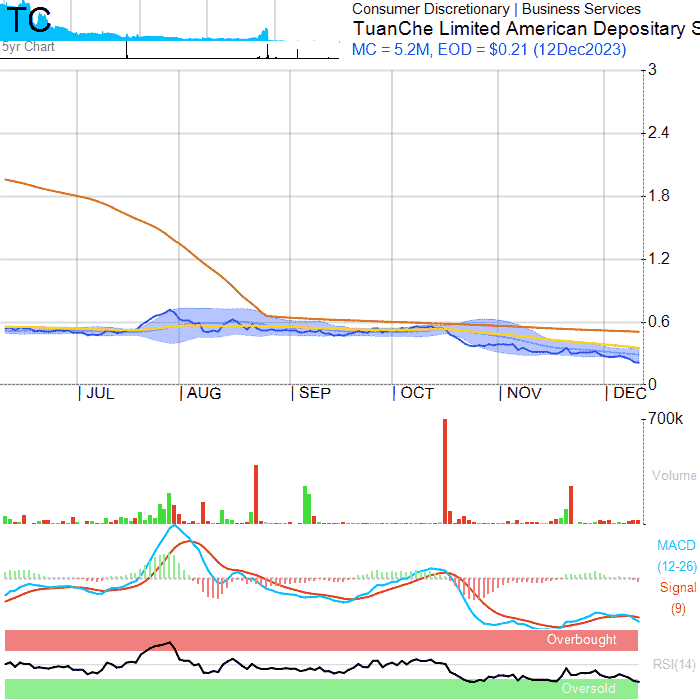 TC
5yr Chart
Consumer Discretionary | Business Services
TuanChe Limited American Depositary S
MC = 5.2M, EOD = $0.21 (12Dec2023)
3
2.4
1.8
1.2
0.6
0
| JUL | AUG | SEP | OCT | NOV | DEC
700k
Volume
MACD
(12-26)
Signal
(9)
Overbought
RSI(14)
Oversold